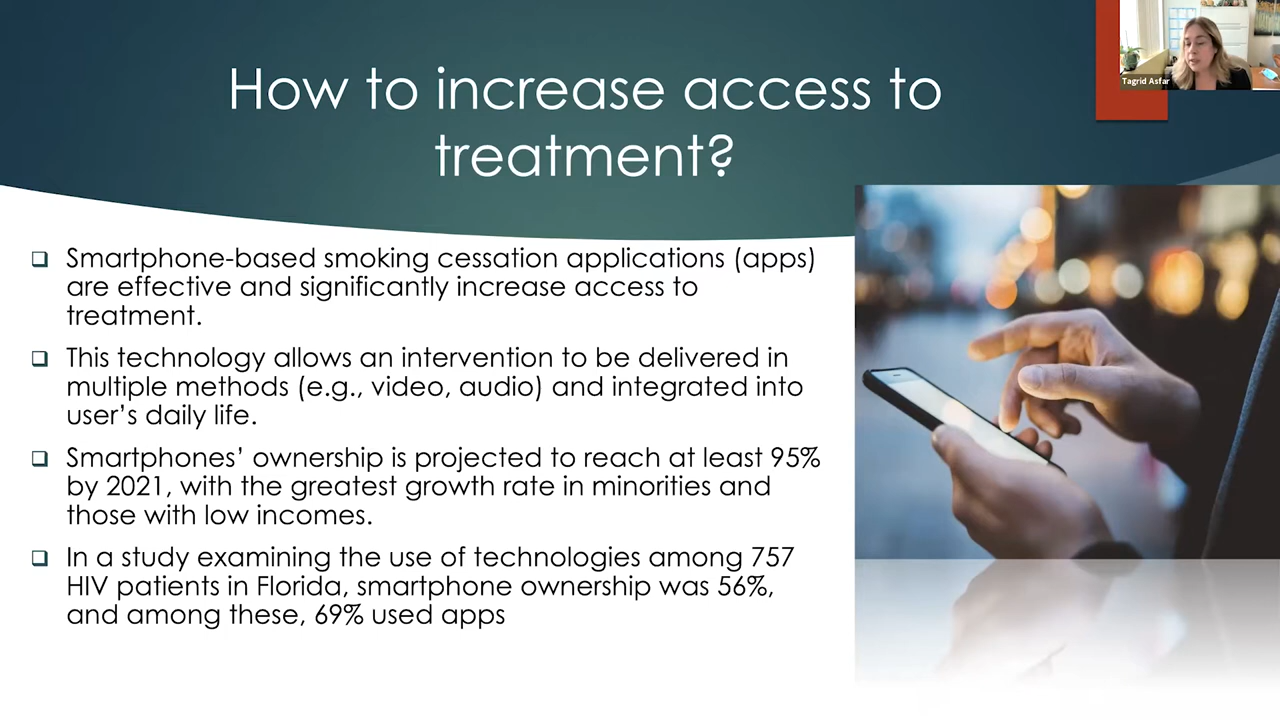 How to increase access to
treatment?
Tagrid Asfar
Smartphone-based smoking cessation applications (apps)
are effective and significantly increase access to
treatment.
This technology allows an intervention to be delivered in
multiple methods (e.g., video, audio) and integrated into
user’s daily life.
Smartphones’ ownership is projected to reach at least 95%
by 2021, with the greatest growth rate in minorities and
those with low incomes.
In a study examining the use of technologies among 757
HIV patients in Florida, smartphone ownership was 56%,
and among these, 69% used apps